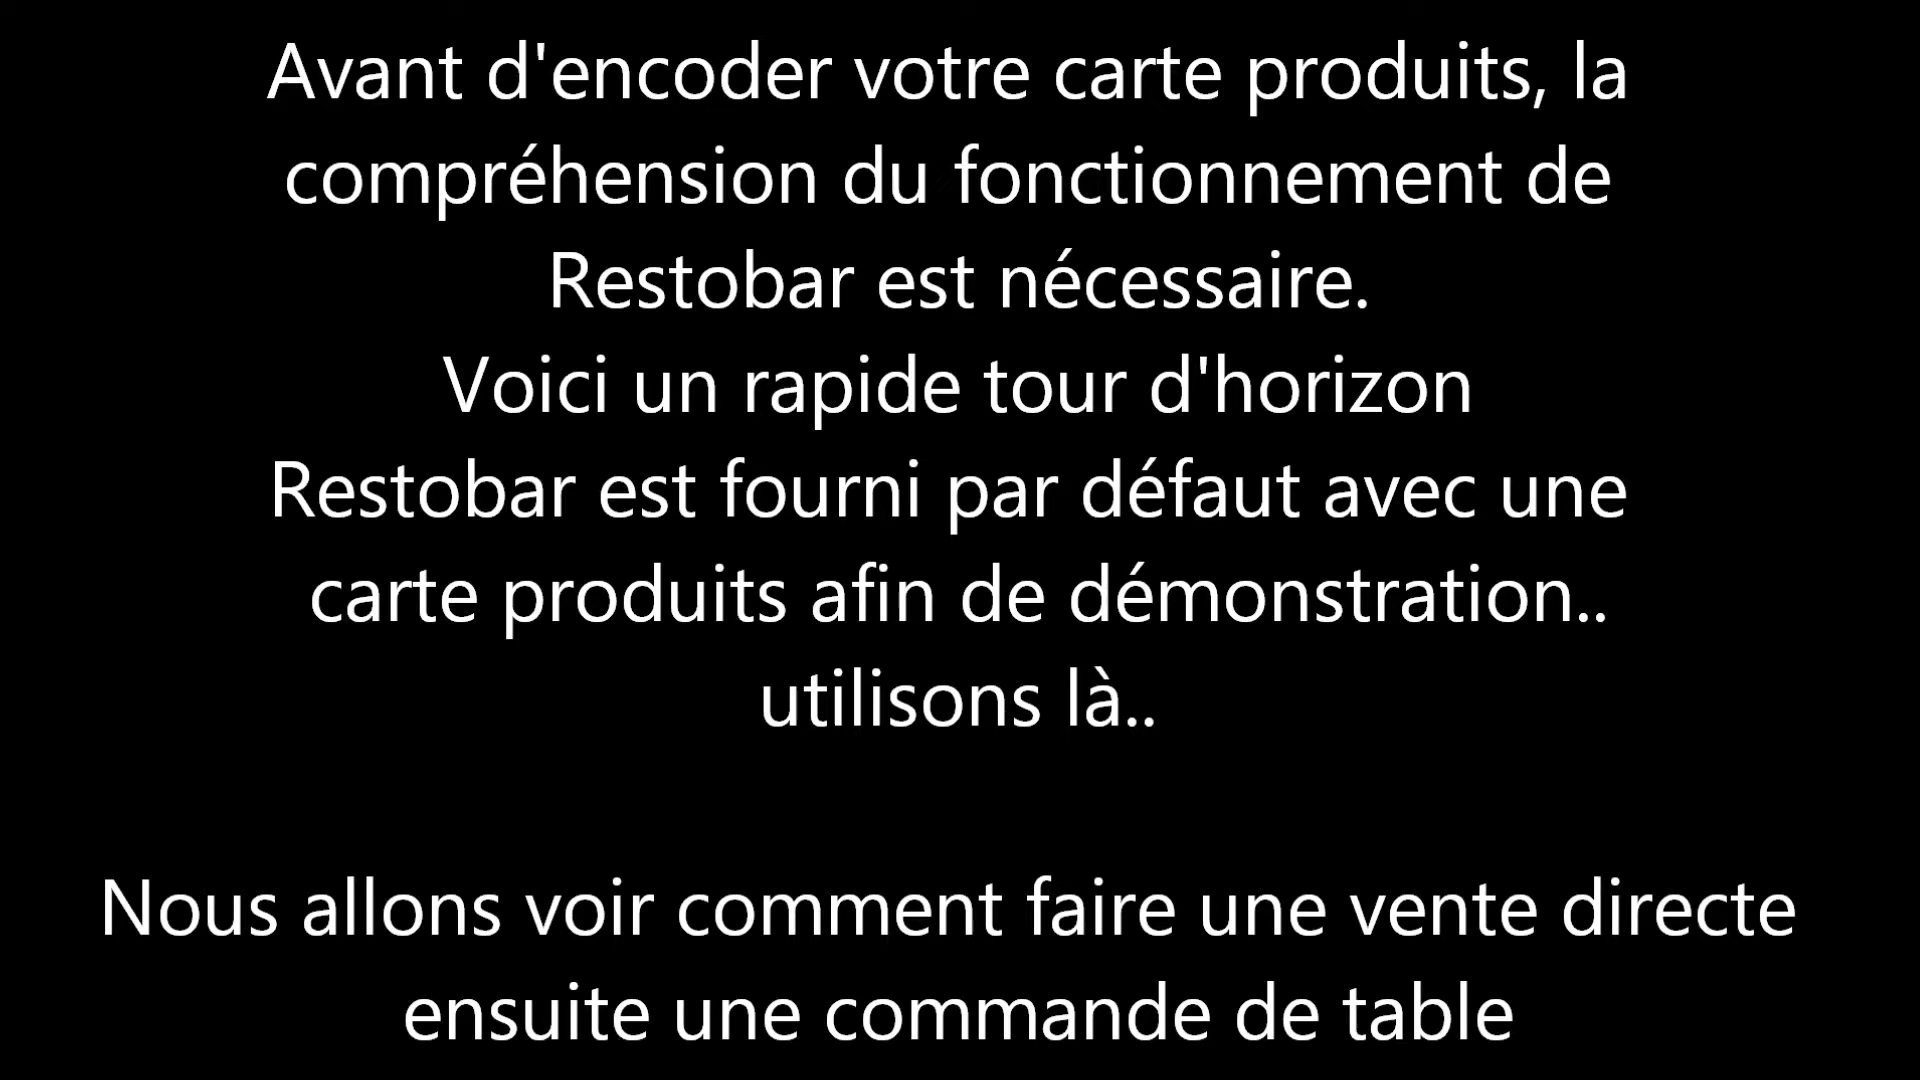 Avant d'encoder votre carte produits, la
compréhension du fonctionnement de
Restobar est nécessaire.
Voici un rapide tour d'horizon
Restobar est fourni par défaut avec une
carte produits afin de démonstration..
utilisons là..
Nous allons voir comment faire une vente directe
ensuite une commande de table